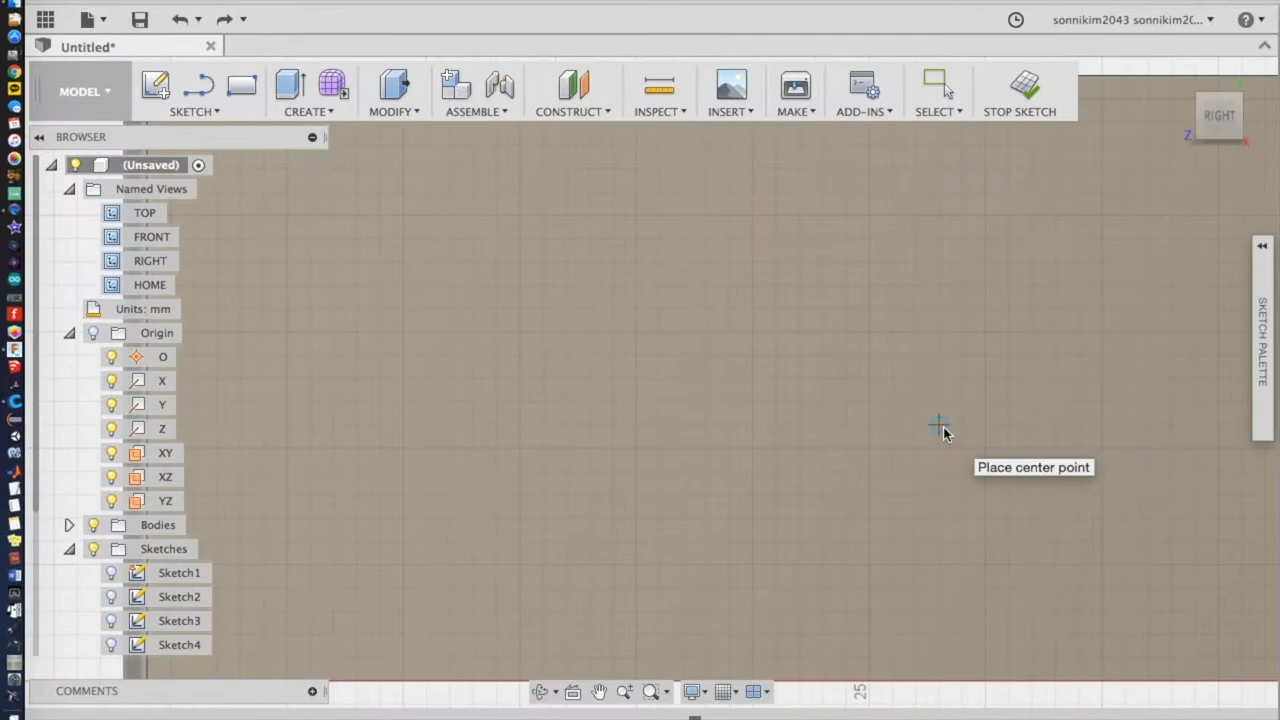 sonnikim2043 sonnikim2(...
Untitled*
MODEL
SKETCH
CREATE
MODIFY
ASSEMBLE
CONSTRUCT
INSPECT
INSERT
MAKE
ADD-INS
SELECT
STOP SKETCH
RIGHT
Z
X
BROWSER
(Unsaved)
Named Views
TOP
FRONT
RIGHT
HOME
Units: mm
Origin
O
X
Y
Z
XY
XZ
YZ
Bodies
Sketches
Sketch1
Sketch2
Sketch3
Sketch4
Place center point
SKETCH PALETTE
COMMENTS
25